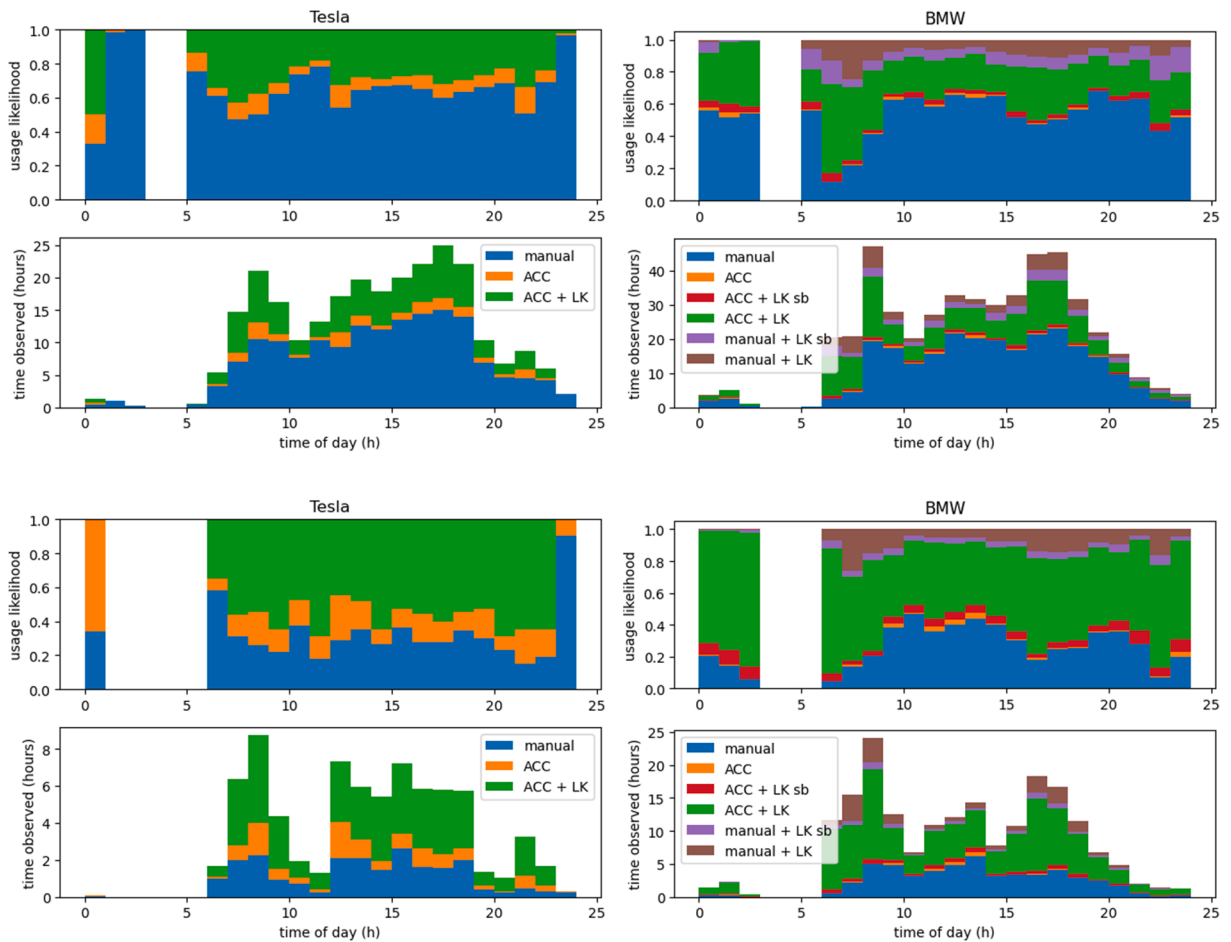 Tesla
usage likelihood
1.0
0.8
0.6
0.4
0.2
0.0
0 5 10 15 20 25
BMW
usage likelihood
1.0
0.8
0.6
0.4
0.2
0.0
0 5 10 15 20 25
time observed (hours)
25
20
15
10
5
0
manual
ACC
ACC + LK
0 5 10 15 20 25
time of day (h)
time observed (hours)
40
30
20
10
0
manual
ACC
ACC + LK sb
ACC + LK
manual + LK sb
manual + LK
0 5 10 15 20 25
time of day (h)
Tesla
usage likelihood
1.0
0.8
0.6
0.4
0.2
0.0
0 5 10 15 20 25
BMW
usage likelihood
1.0
0.8
0.6
0.4
0.2
0.0
0 5 10 15 20 25
time observed (hours)
8
6
4
2
0
manual
ACC
ACC + LK
0 5 10 15 20 25
time of day (h)
time observed (hours)
25
20
15
10
5
0
manual
ACC
ACC + LK sb
ACC + LK
manual + LK sb
manual + LK
0 5 10 15 20 25
time of day (h)